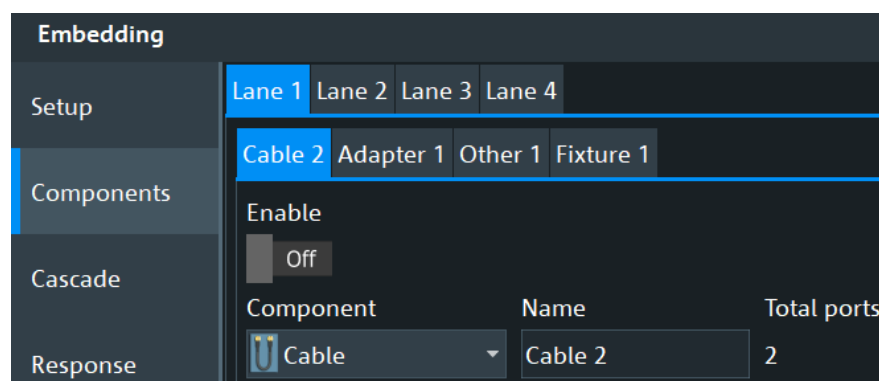 Embedding
Setup
Components
Cascade
Response
Lane 1 Lane 2 Lane 3 Lane 4
Cable 2 Adapter 1 Other 1 Fixture 1
Enable
Off
Component Name Total ports
Cable Cable 2 2